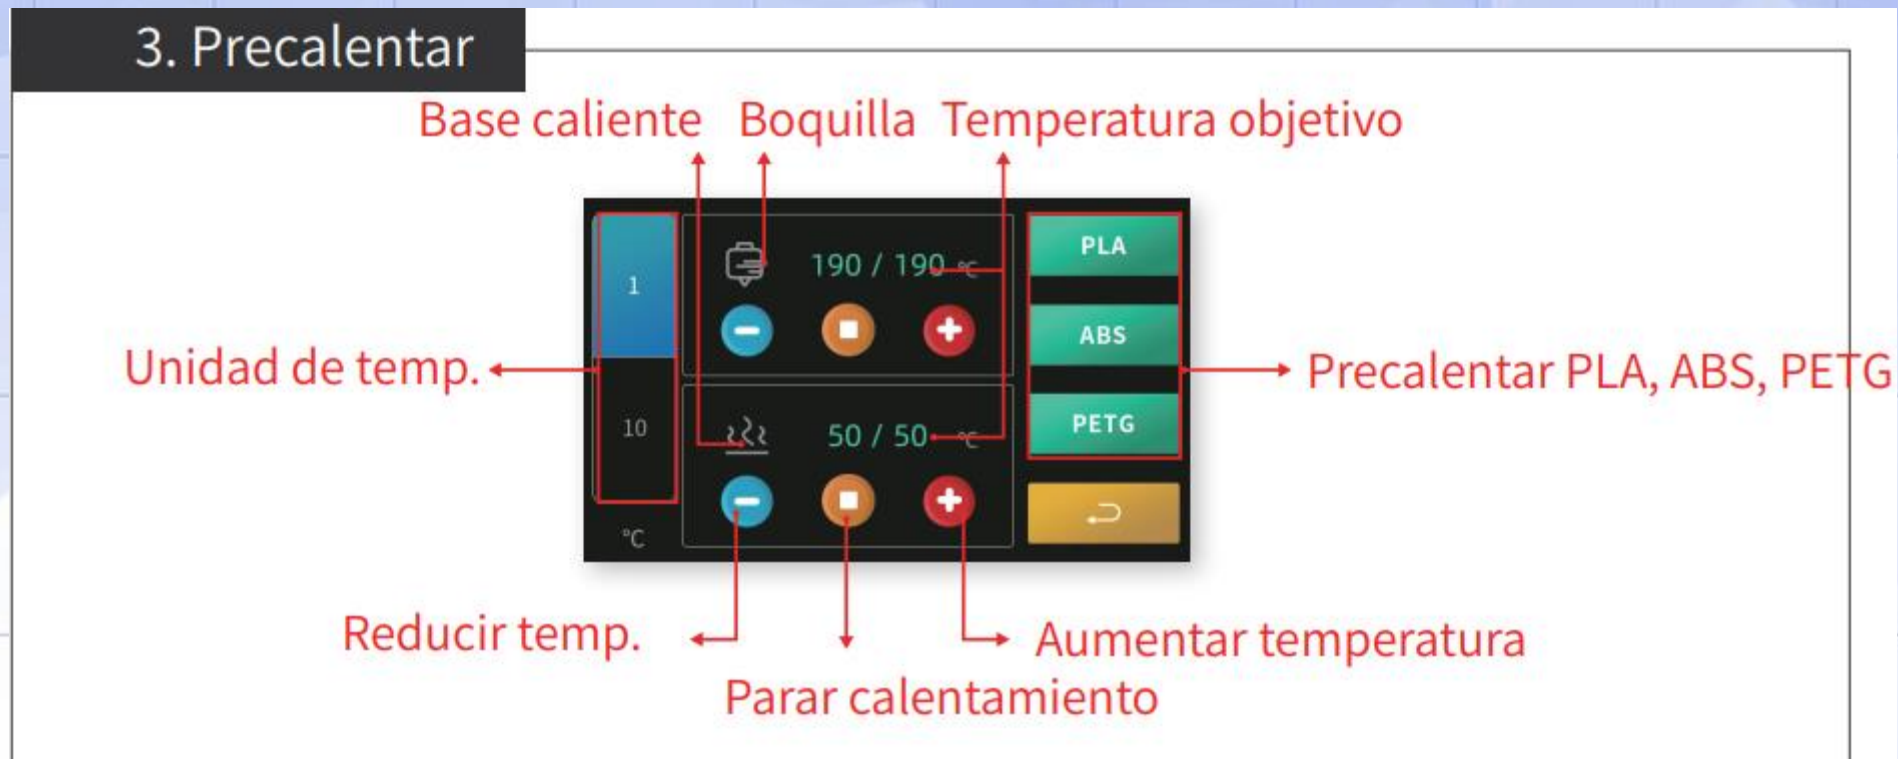 3. Precalentar
Base caliente Boquilla Temperatura objetivo
1
190 / 190 °C
PLA
ABS
Unidad de temp.
Precalentar PLA, ABS, PETG
10
50 / 50 °C
PETG
°C
Reducir temp.
Aumentar temperatura
Parar calentamiento